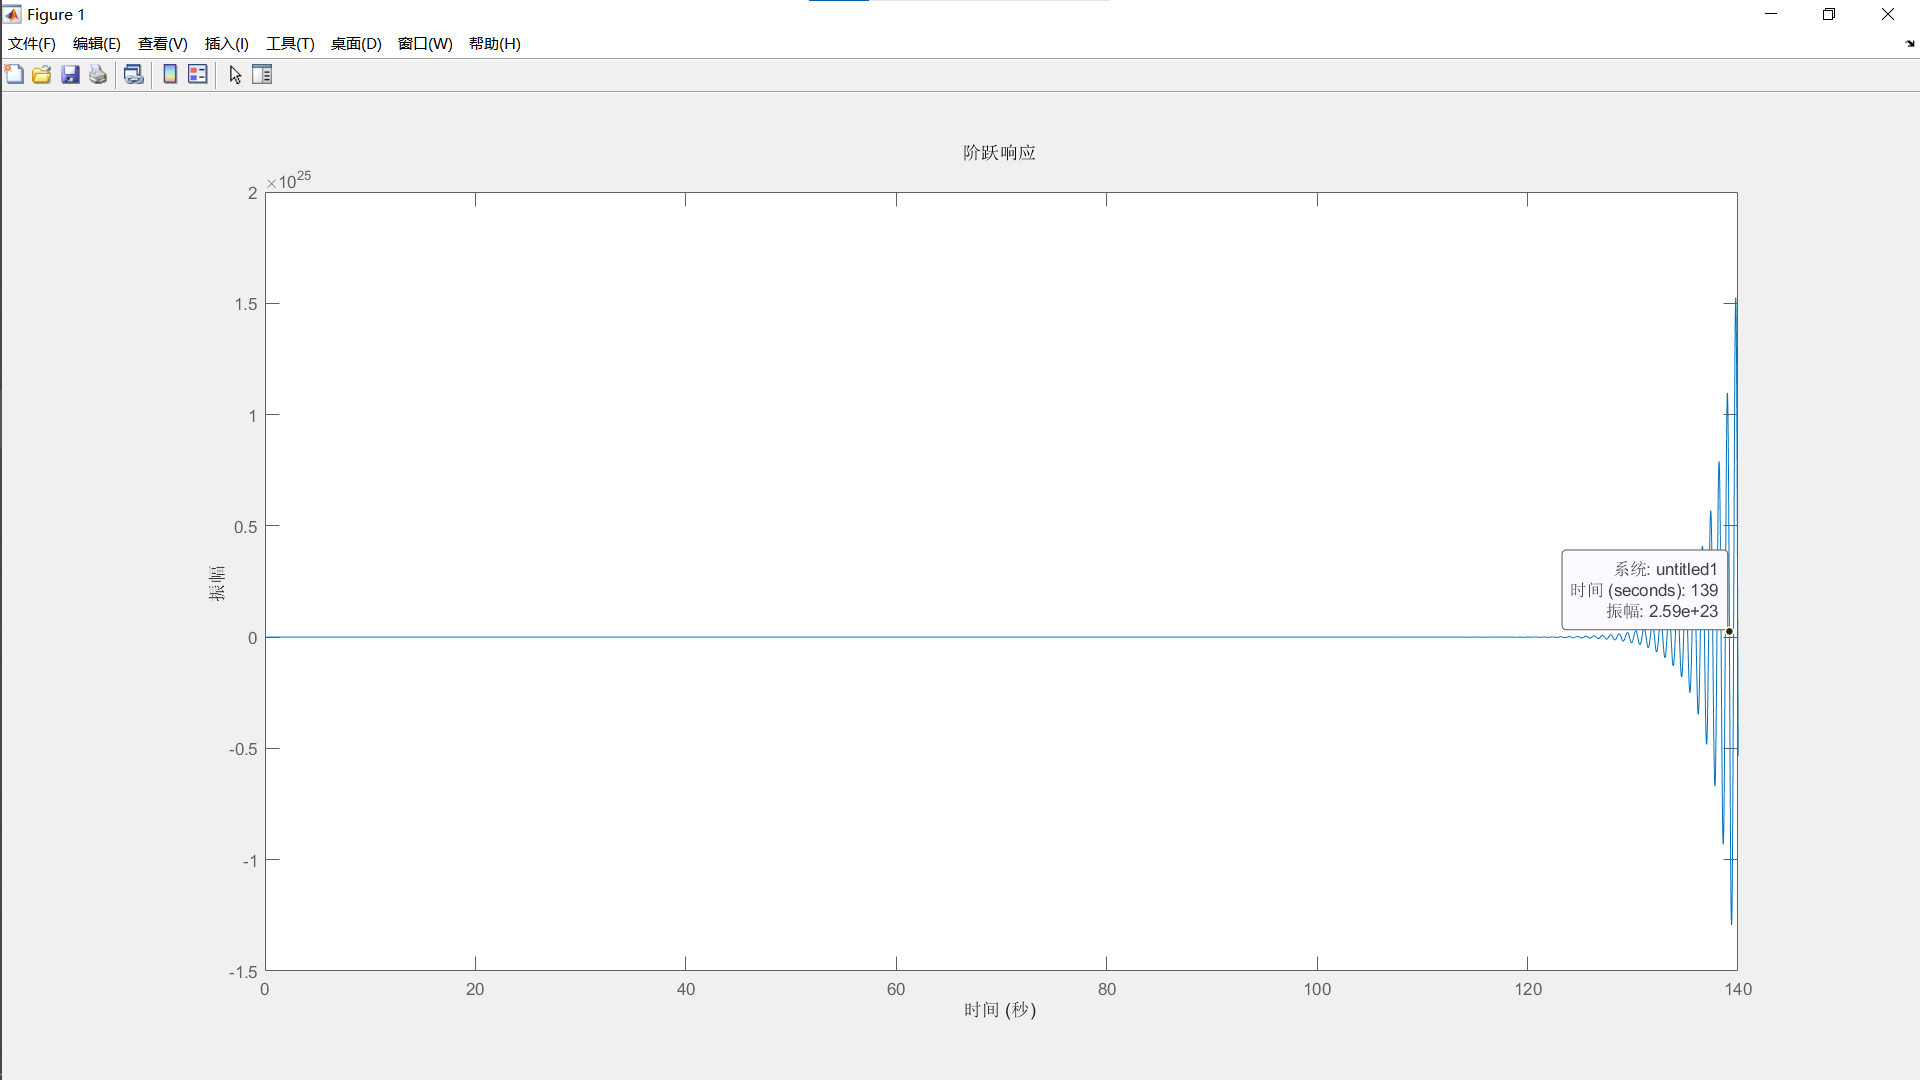 Figure 1
文件(F) 编辑(E) 查看(V) 插入(I) 工具(T) 桌面(D) 窗口(W) 帮助(H)
阶跃响应
×10^25
2
1.5
1
0.5
0
-0.5
-1
-1.5
振幅
系统: untitled1
时间 (seconds): 139
振幅: 2.59e+23
0 20 40 60 80 100 120 140
时间 (秒)